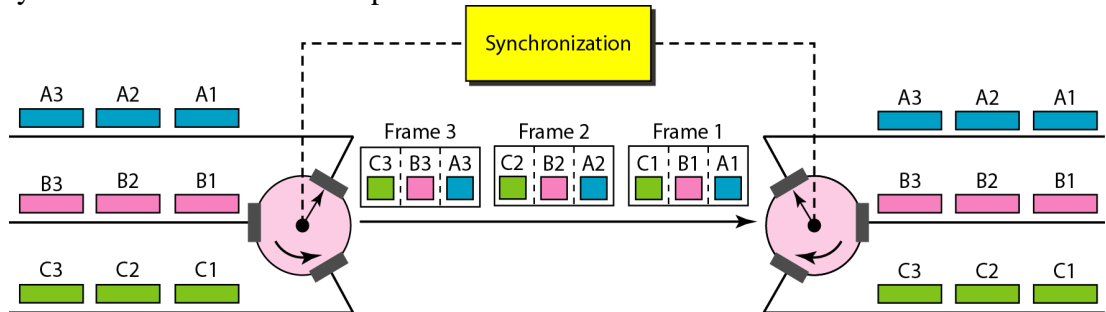 Synchronization
A3 A2 A1
A3 A2 A1
Frame 3 Frame 2 Frame 1
C3 B3 A3 C2 B2 A2 C1 B1 A1
B3 B2 B1
B3 B2 B1
C3 C2 C1
C3 C2 C1